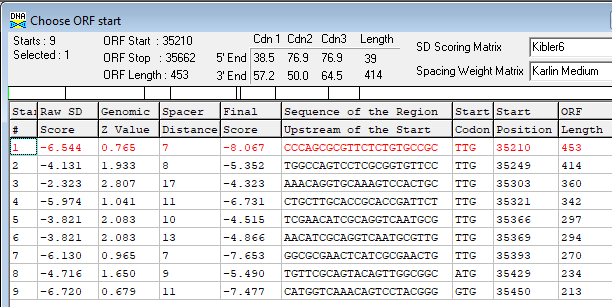 DNA Choose ORF start
Starts : 9 ORF Start : 35210 Cdn 1 Cdn2 Cdn3 Length SD Scoring Matrix Kibler6
Selected : 1 ORF Stop : 35662 5' End 38.5 76.9 76.9 39
ORF Length : 453 3' End 57.2 50.0 64.5 414 Spacing Weight Matrix Karlin Medium
Star Raw SD Genomic Spacer Final Sequence of the Region Start Start ORF
# Score Z Value Distance Score Upstream of the Start Codon Position Length
1 -6.544 0.765 7 -8.067 CCCAGCGCGTTCTCTGTGCCGC TTG 35210 453
2 -4.131 1.933 8 -5.352 TGGCCAGTCCTCGCGGTGTTCC TTG 35249 414
3 -2.323 2.807 17 -4.323 AAACAGGTGCAAAGTCCACTGC TTG 35303 360
4 -5.974 1.041 11 -6.731 CTGCTTGCACCGCACCGATTCT TTG 35321 342
5 -3.821 2.083 10 -4.515 TCGAACATCGCAGGTCAATGCG TTG 35366 297
6 -3.821 2.083 13 -4.866 AACATCGCAGGTCAATGCGTTG TTG 35369 294
7 -6.130 0.965 7 -7.653 GGCGCGAACTCATCGCGAACTG TTG 35393 270
8 -4.716 1.650 9 -5.490 TGTTCGCAGTACAGTTGGCGGC ATG 35429 234
9 -6.720 0.679 11 -7.477 CATGGTCAAACAGTCCTACGGG GTG 35450 213